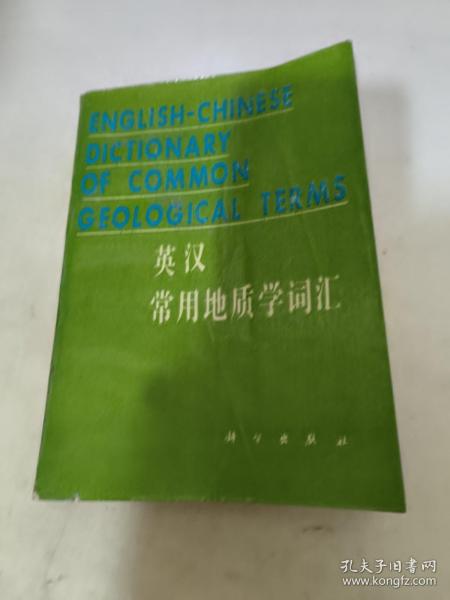 ENGLISH-CHINESE
DICTIONARY
OF COMMON
GEOLOGICAL TERMS
英汉
常用地质学词汇
科学出版社
孔夫子旧书网
www.kongfz.com